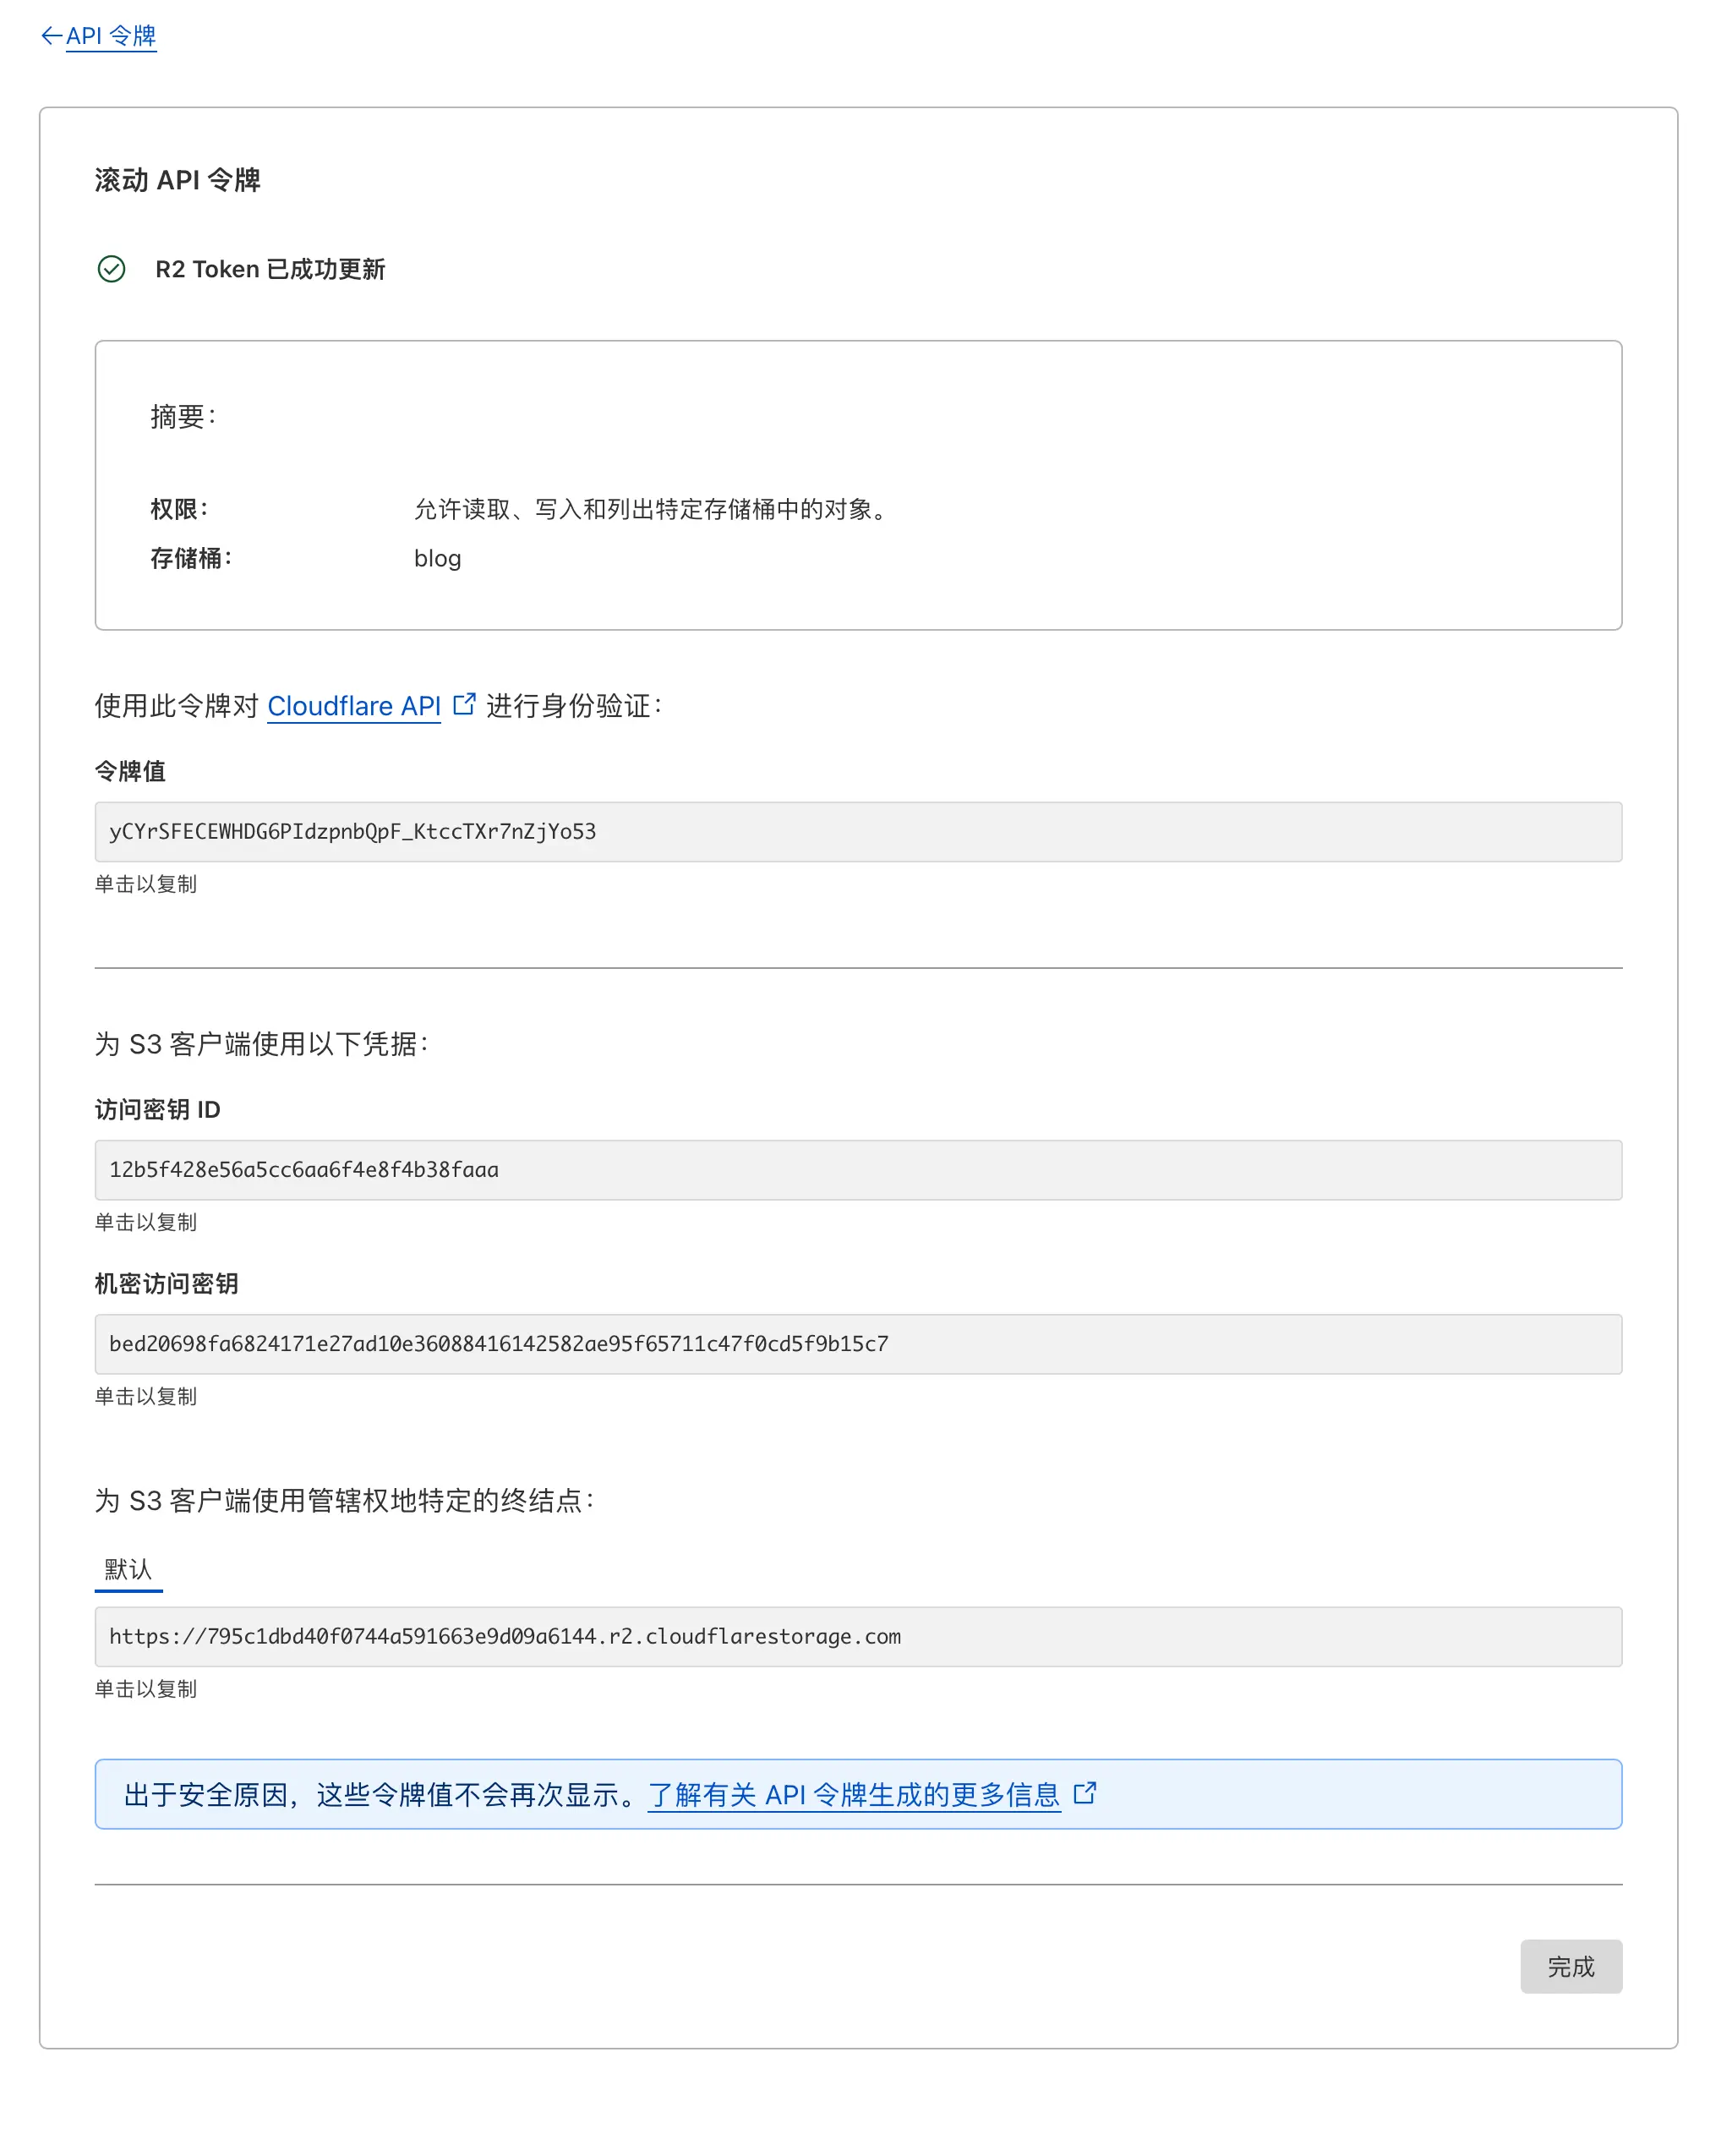 ←API 令牌
滚动 API 令牌
R2 Token 已成功更新
摘要：
权限： 允许读取、写入和列出特定存储桶中的对象。
存储桶： blog
使用此令牌对 Cloudflare API 进行身份验证：
令牌值
yCYrSFECEWHDG6PIdzpnbQpF_KtccTXr7nZjYo53
单击以复制
为 S3 客户端使用以下凭据：
访问密钥 ID
12b5f428e56a5cc6aa6f4e8f4b38faaa
单击以复制
机密访问密钥
bed20698fa6824171e27ad10e36088416142582ae95f65711c47f0cd5f9b15c7
单击以复制
为 S3 客户端使用管辖权地特定的终结点：
默认
https://795c1dbd40f0744a591663e9d09a6144.r2.cloudflarestorage.com
单击以复制
出于安全原因，这些令牌值不会再次显示。了解有关 API 令牌生成的更多信息
完成